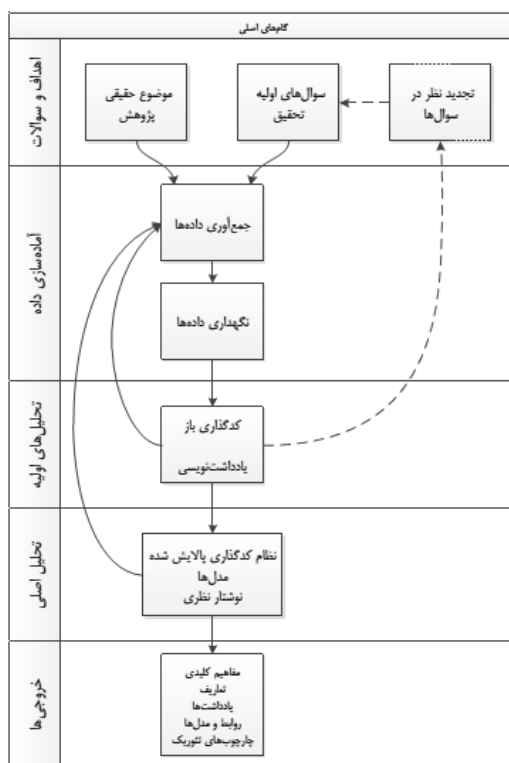 گام‌های اصلی
اهداف و سوالات
موضوع حقیقی
پژوهش
سوال‌های اولیه
تحقیق
تجدید نظر در
سوال‌ها
آماده‌سازی داده
جمع‌آوری داده‌ها
نگهداری داده‌ها
تحلیل‌های اولیه
کدگذاری باز
یادداشت‌نویسی
تحلیل اصلی
نظام کدگذاری پالایش شده
مدل‌ها
نوشتار نظری
خروجی‌ها
مفاهیم کلیدی
تعاریف
یادداشت‌ها
روابط و مدل‌ها
چارچوب‌های تئوریک